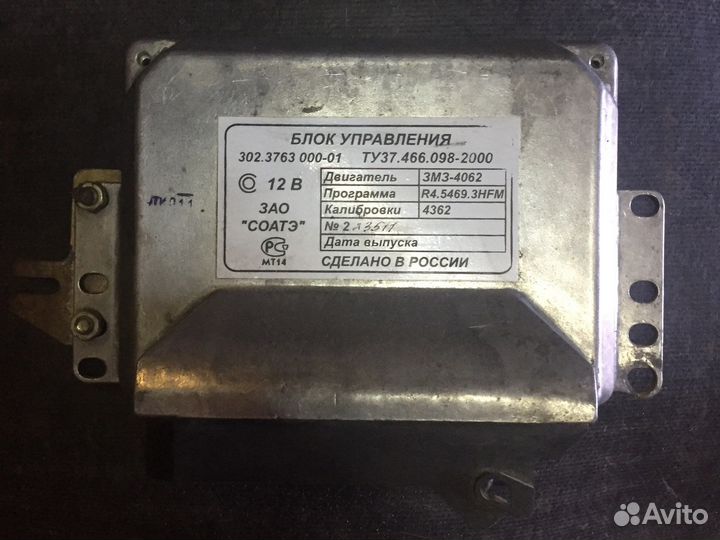 БЛОК УПРАВЛЕНИЯ
302.3763 000-01 ТУ37.466.098-2000
12 В
ЗАО
"СОАТЭ"
РС
МТ14
Двигатель ЗМЗ-4062
Программа R4.5469.3HFM
Калибровки 4362
№ 2
Дата выпуска
СДЕЛАНО В РОССИИ
Avito